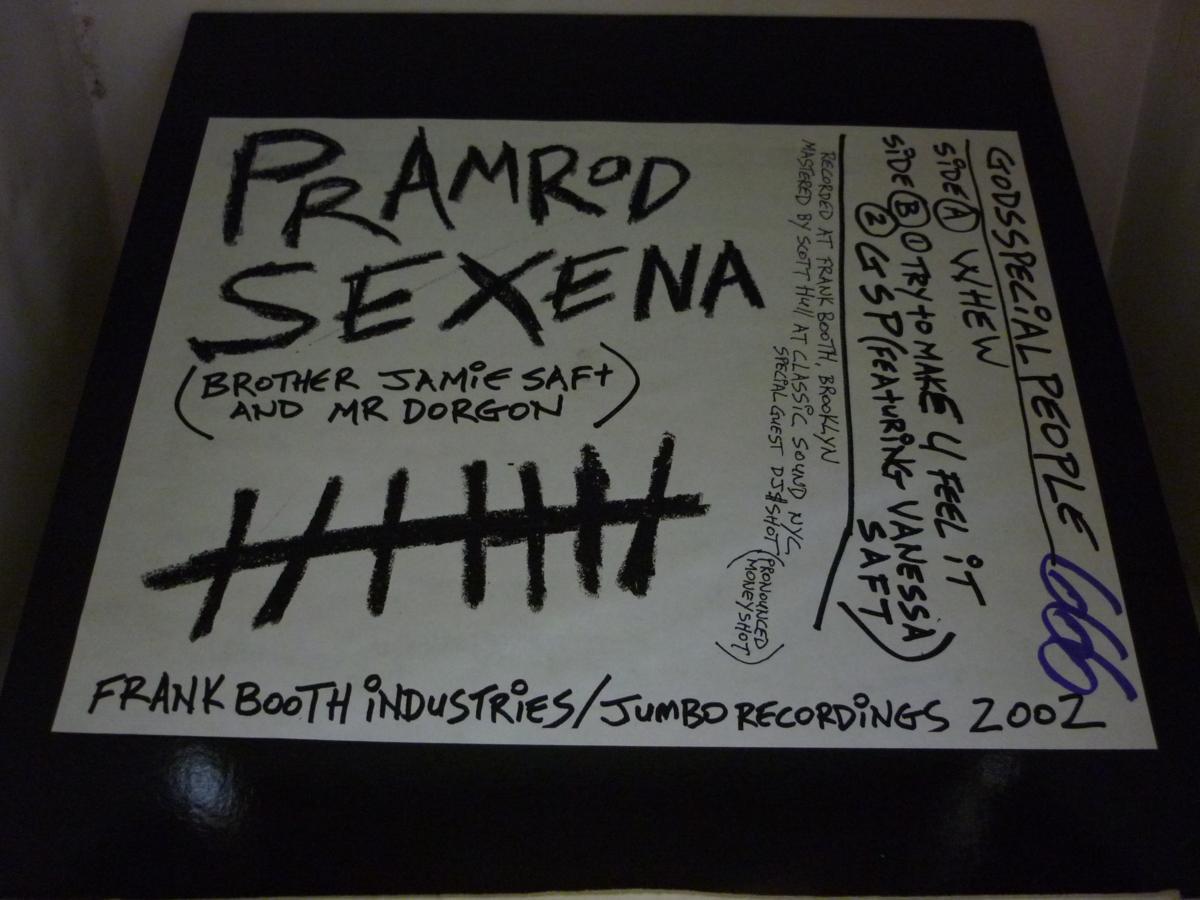 PRAMROD
SEXENA
(BROTHER JAMIE SAFT
AND MR DORGON)
FRANK BOOTH INDUSTRIES/JUMBO RECORDINGS 2002
GODSSPECIAL PEOPLE 666
SIDE A WHEW
SIDE B 1 TRY to MAKE U FEEL iT
2 G S P (FEATURING VANESSA
SAFT)
RECORDED AT FRANK BOOTH, BROOKLYN
MASTERED BY SCOTT HULL AT CLASSIC SOUND NYC
SPECIAL GUEST DJ $SHOT (PRONOUNCED
MONEYSHOT)